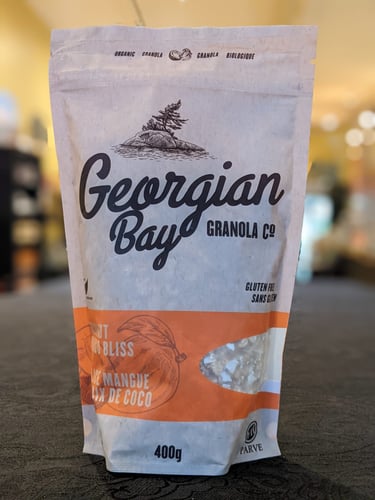 ORGANIC GRANOLA GRANOLA BIOLOGIQUE
Georgian
Bay GRANOLA Co
GLUTEN FREE
SANS GLUTEN
BLISS
MANGUE
DE COCO
400g
PARVE